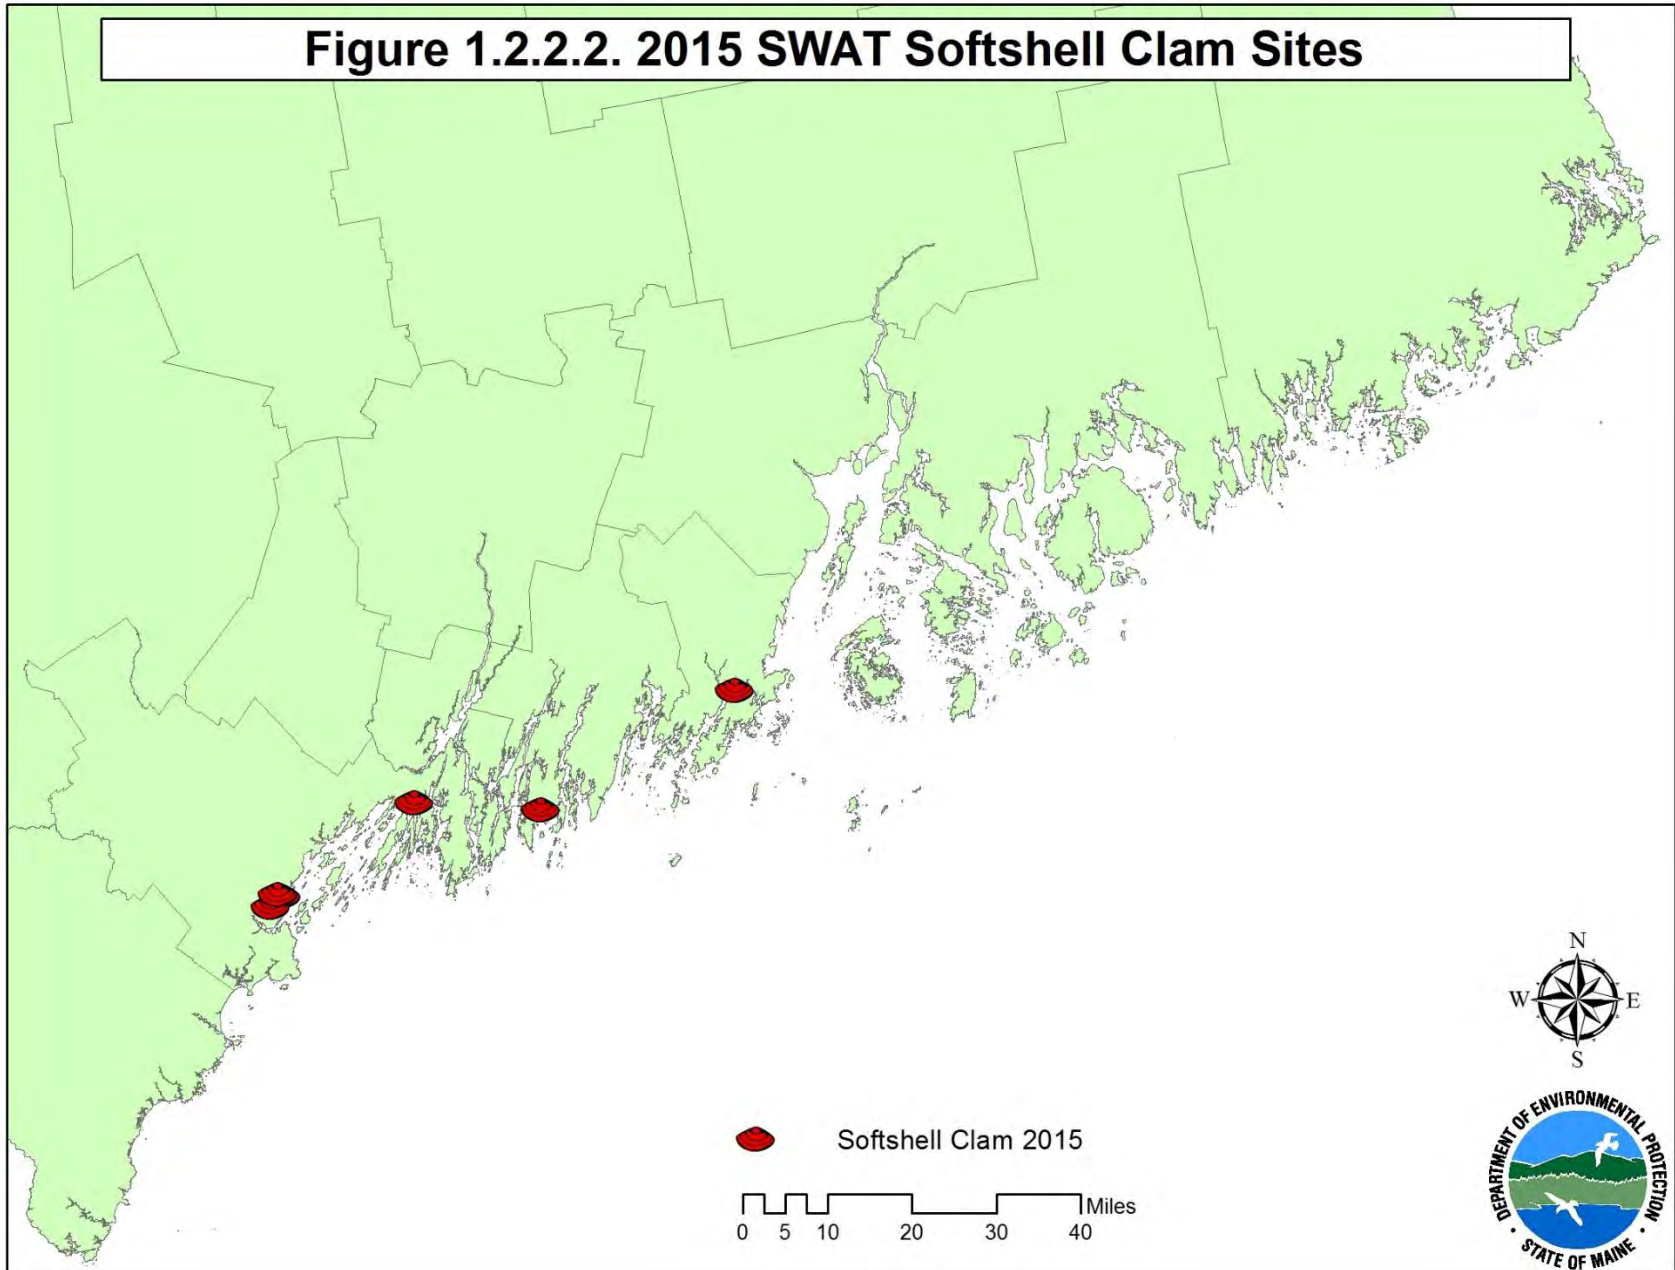 Figure 1.2.2.2. 2015 SWAT Softshell Clam Sites
N
W E
S
Softshell Clam 2015
Miles
0 5 10 20 30 40
DEPARTMENT OF ENVIRONMENTAL PROTECTION
• STATE OF MAINE •